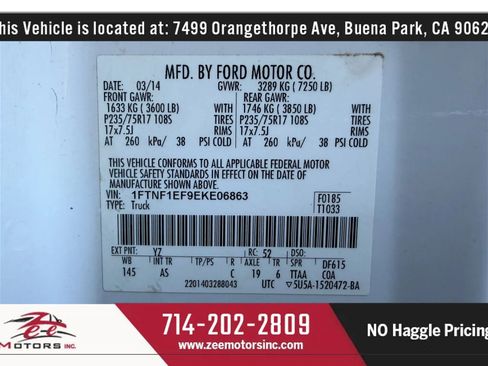 his Vehicle is located at: 7499 Orangethorpe Ave, Buena Park, CA 9062
MFD. BY FORD MOTOR CO.
DATE: 03/14 GVWR: 3289 KG ( 7250 LB)
FRONT GAWR: REAR GAWR:
1633 KG ( 3600 LB) WITH 1746 KG ( 3850 LB) WITH
P235/75R17 108S TIRES P235/75R17 108S TIRES
17x7.5J RIMS 17x7.5J RIMS
AT 260 kPa/ 38 PSI COLD AT 260 kPa/ 38 PSI COLD
THIS VEHICLE CONFORMS TO ALL APPLICABLE FEDERAL MOTOR
VEHICLE SAFETY STANDARDS IN EFFECT ON THE DATE OF
MANUFACTURE SHOWN ABOVE.
VIN: 1FTNF1EF9EKE06863 F0185
TYPE: Truck T1033
EXT PNT: YZ RC: 52 DSO:
WB INT TR TP/PS R AXLE TR SPR DF615
145 AS C 19 6 TTAA COA
2201403288043 UTC ▽5U5A-1520472-BA
Zee
MOTORS INC.
714-202-2809
www.zeemotorsinc.com
NO Haggle Pricing